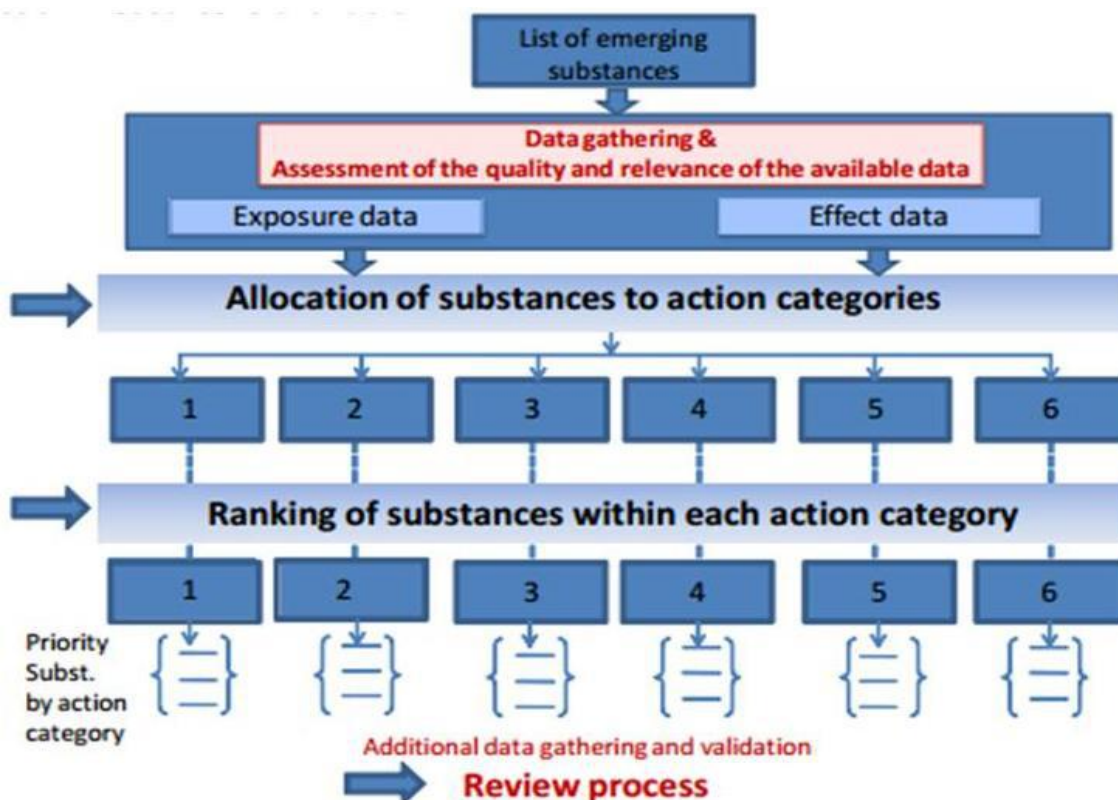 List of emerging
substances
Data gathering &
Assessment of the quality and relevance of the available data
Exposure data
Effect data
Allocation of substances to action categories
1
2
3
4
5
6
Ranking of substances within each action category
1
2
3
4
5
6
Priority
Subst.
by action
category
Additional data gathering and validation
Review process